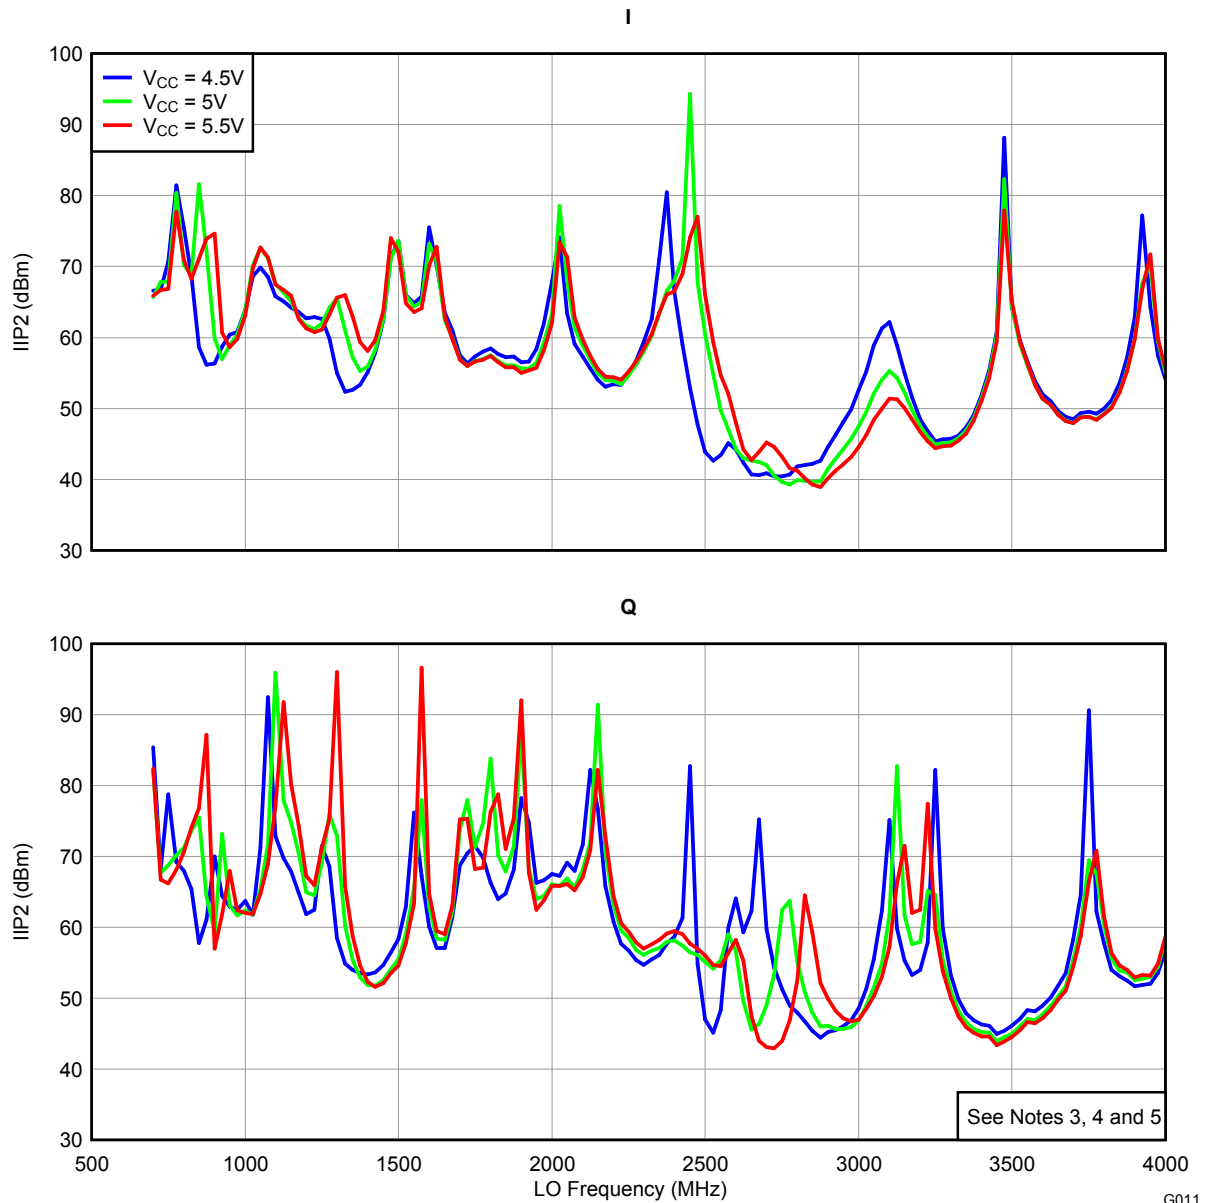 I
100
90
80
70
60
50
40
30
IIP2 (dBm)
VCC = 4.5V
VCC = 5V
VCC = 5.5V
Q
100
90
80
70
60
50
40
30
IIP2 (dBm)
See Notes 3, 4 and 5
500 1000 1500 2000 2500 3000 3500 4000
LO Frequency (MHz)
G011